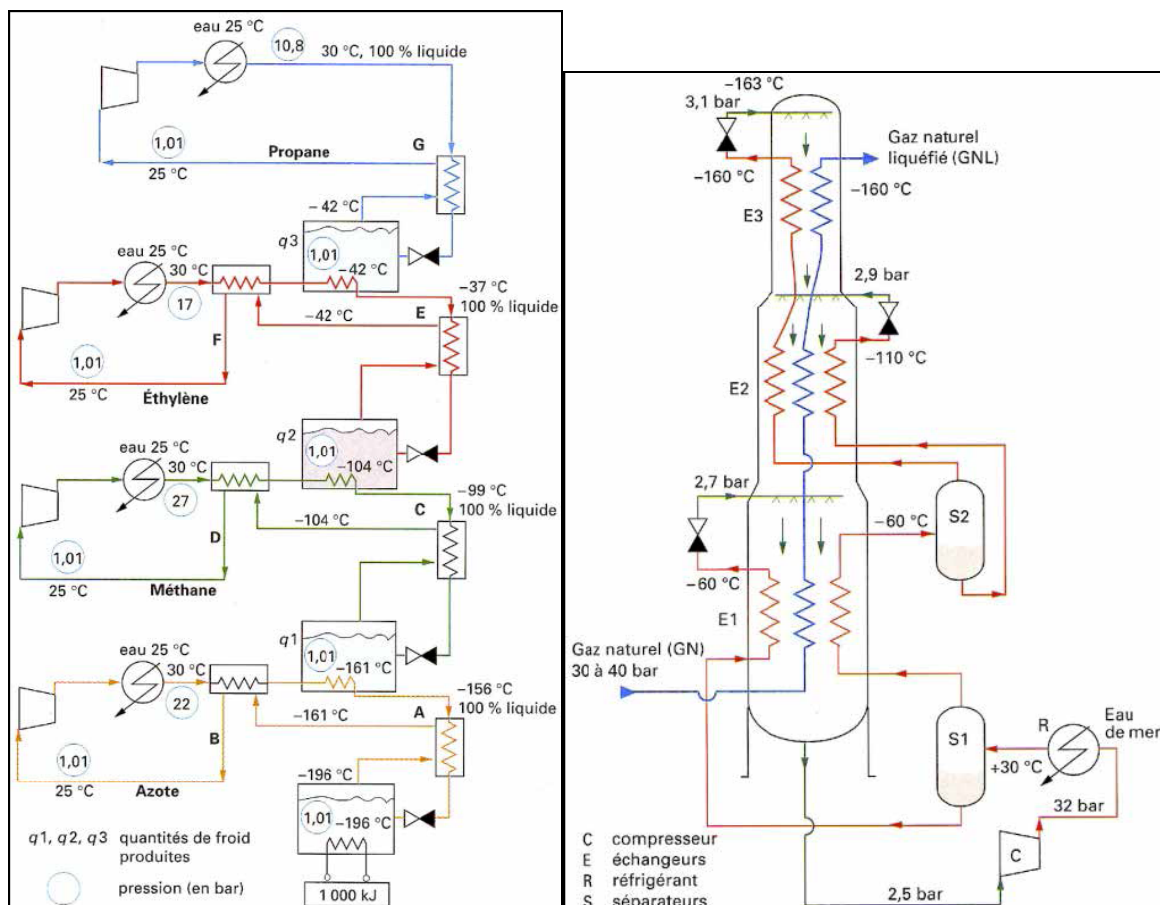 eau 25 °C
10,8
30 °C, 100 % liquide
1,01
Propane
G
25 °C
– 42 °C
eau 25 °C
q3
30 °C
1,01
–42 °C
–37 °C
100 % liquide
17
–42 °C
E
F
1,01
25 °C
Éthylène
eau 25 °C
q2
1,01
30 °C
–104 °C
–99 °C
100 % liquide
27
–104 °C
C
D
1,01
25 °C
Méthane
eau 25 °C
q1
1,01
30 °C
–161 °C
–156 °C
100 % liquide
22
–161 °C
A
B
1,01
25 °C
Azote
–196 °C
1,01
–196 °C
q1, q2, q3 quantités de froid
produites
pression (en bar)
1 000 kJ
–163 °C
3,1 bar
Gaz naturel
liquéfié (GNL)
–160 °C
–160 °C
E3
2,9 bar
–110 °C
E2
2,7 bar
–60 °C
S2
–60 °C
E1
Gaz naturel (GN)
30 à 40 bar
S1
R
Eau
de mer
+30 °C
32 bar
C
2,5 bar
C compresseur
E échangeurs
R réfrigérant
S séparateurs